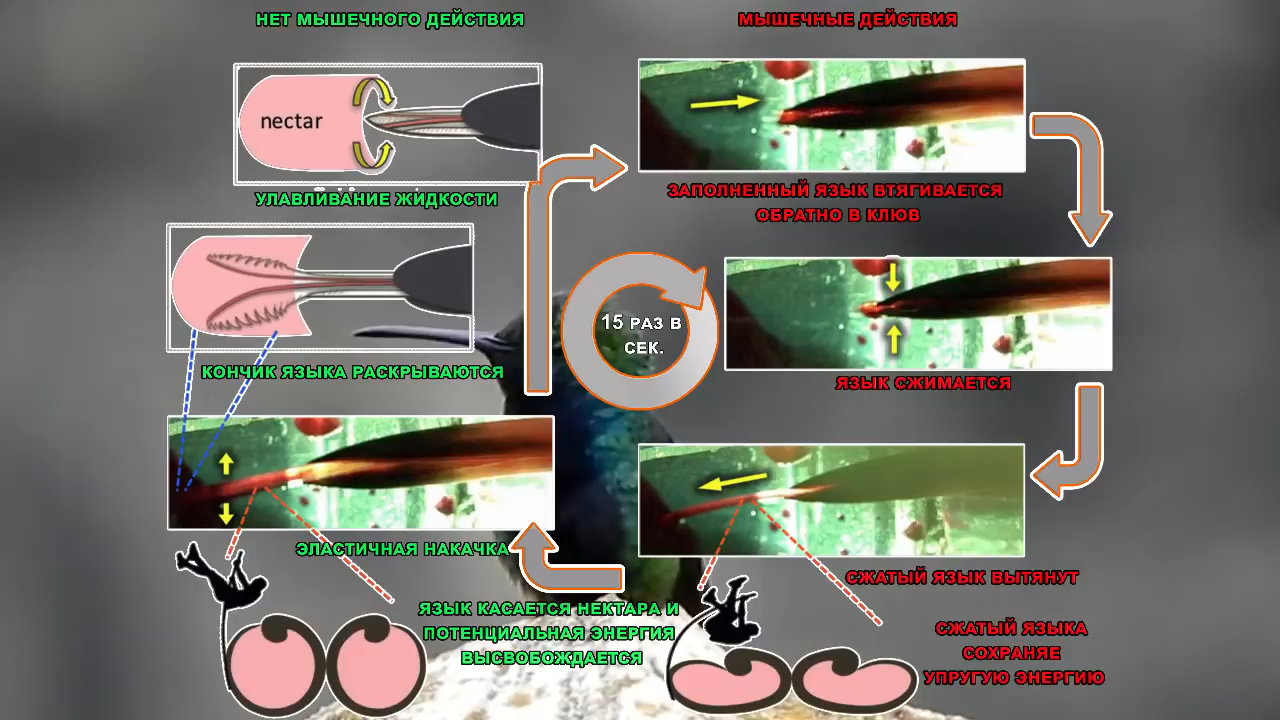 НЕТ МЫШЕЧНОГО ДЕЙСТВИЯ
nectar
УЛАВЛИВАНИЕ ЖИДКОСТИ
КОНЧИК ЯЗЫКА РАСКРЫВАЮТСЯ
ЭЛАСТИЧНАЯ НАКАЧКА
ЯЗЫК КАСАЕТСЯ НЕКТАРА И
ПОТЕНЦИАЛЬНАЯ ЭНЕРГИЯ
ВЫСВОБОЖДАЕТСЯ
15 РАЗ В
СЕК.
МЫШЕЧНЫЕ ДЕЙСТВИЯ
ЗАПОЛНЕННЫЙ ЯЗЫК ВТЯГИВАЕТСЯ
ОБРАТНО В КЛЮВ
ЯЗЫК СЖИМАЕТСЯ
СЖАТЫЙ ЯЗЫК ВЫТЯНУТ
СЖАТЫЙ ЯЗЫКА
СОХРАНЯЕ
УПРУГУЮ ЭНЕРГИЮ